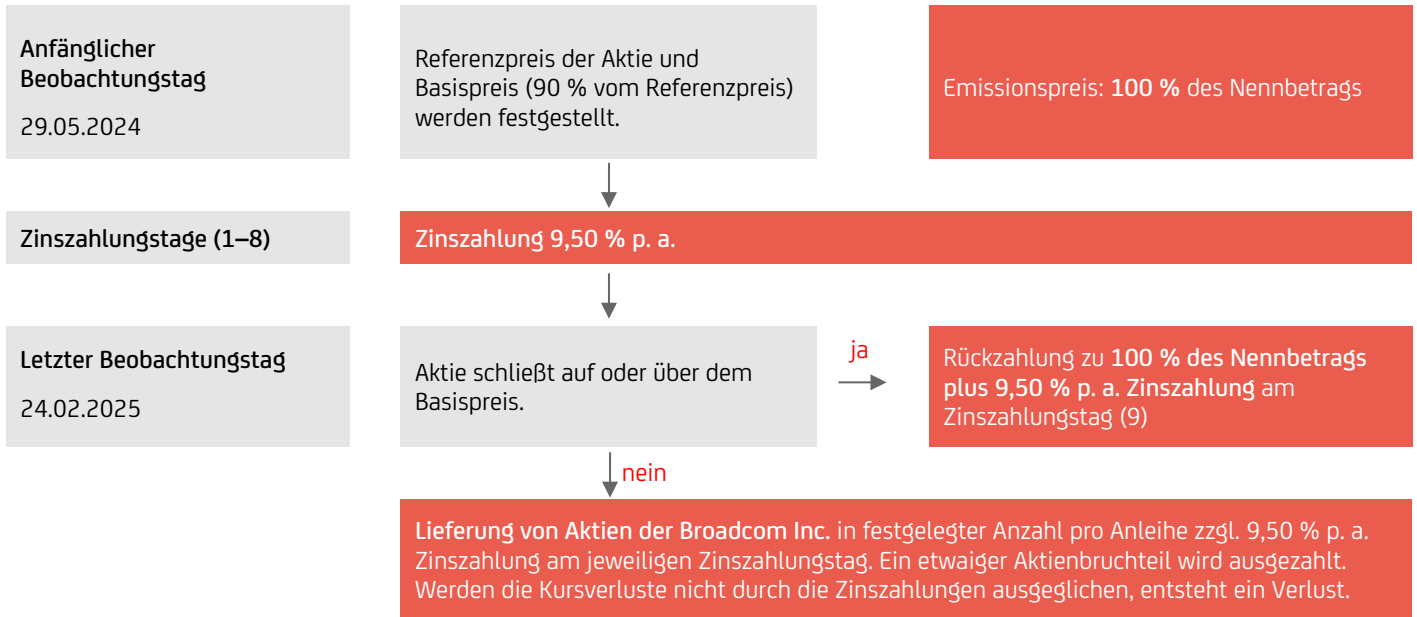 Anfänglicher
Beobachtungstag
29.05.2024
Referenzpreis der Aktie und
Basispreis (90 % vom Referenzpreis)
werden festgestellt.
Emissionspreis: 100 % des Nennbetrags
Zinszahlungstage (1–8)
Zinszahlung 9,50 % p. a.
Letzter Beobachtungstag
24.02.2025
Aktie schließt auf oder über dem
Basispreis.
ja
Rückzahlung zu 100 % des Nennbetrags
plus 9,50 % p. a. Zinszahlung am
Zinszahlungstag (9)
nein
Lieferung von Aktien der Broadcom Inc. in festgelegter Anzahl pro Anleihe zzgl. 9,50 % p. a.
Zinszahlung am jeweiligen Zinszahlungstag. Ein etwaiger Aktienbruchteil wird ausgezahlt.
Werden die Kursverluste nicht durch die Zinszahlungen ausgeglichen, entsteht ein Verlust.